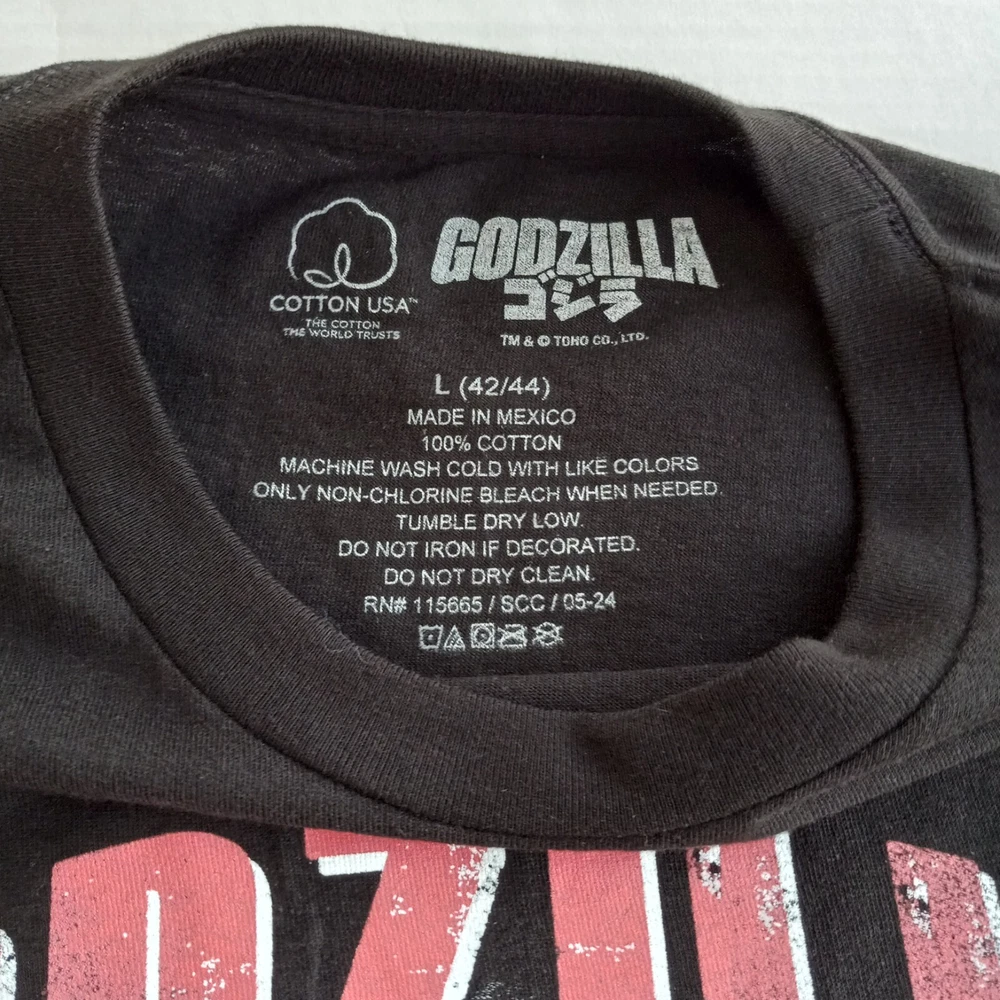 COTTON USA™
THE COTTON
THE WORLD TRUSTS
GODZILLA
ゴジラ
TM & © TOHO CO., LTD.
L (42/44)
MADE IN MEXICO
100% COTTON
MACHINE WASH COLD WITH LIKE COLORS
ONLY NON-CHLORINE BLEACH WHEN NEEDED.
TUMBLE DRY LOW.
DO NOT IRON IF DECORATED.
DO NOT DRY CLEAN.
RN# 115665 / SCC / 05-24